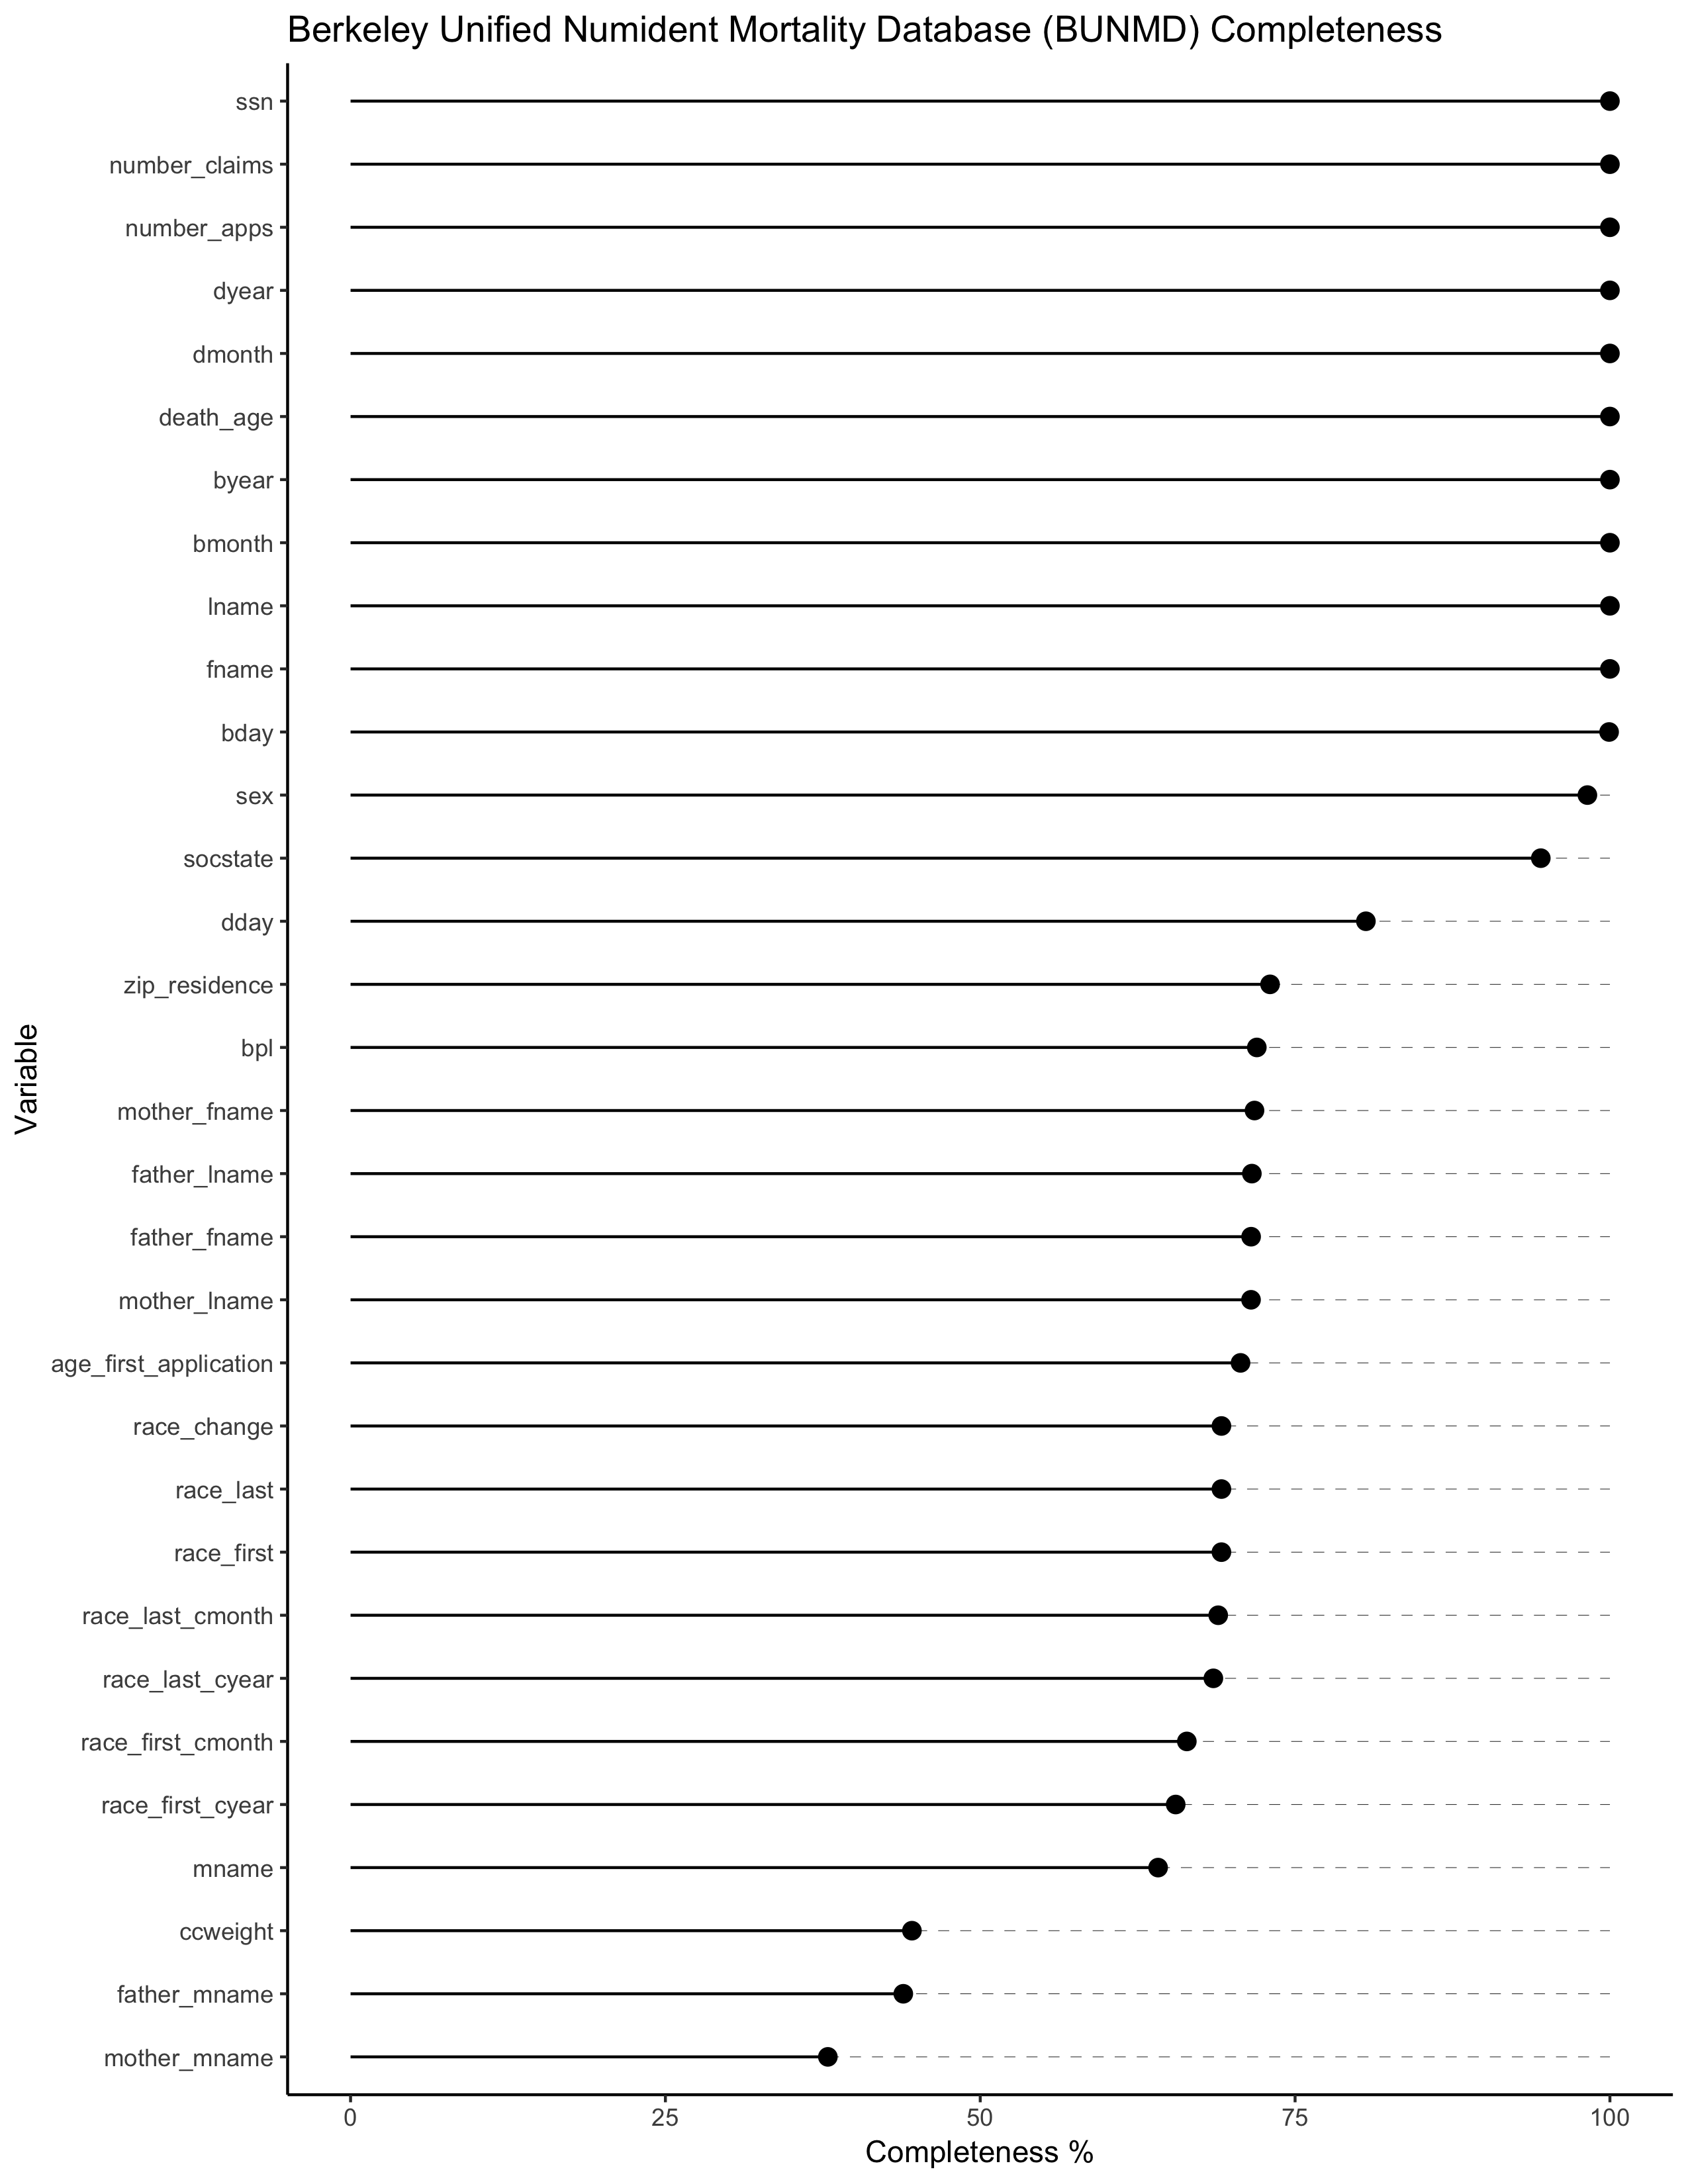 Berkeley Unified Numident Mortality Database (BUNMD) Completeness
ssn
number_claims
number_apps
dyear
dmonth
death_age
byear
bmonth
lname
fname
bday
sex
socstate
dday
zip_residence
bpl
mother_fname
father_lname
father_fname
mother_lname
age_first_application
race_change
race_last
race_first
race_last_cmonth
race_last_cyear
race_first_cmonth
race_first_cyear
mname
ccweight
father_mname
mother_mname
Variable
0 25 50 75 100
Completeness %